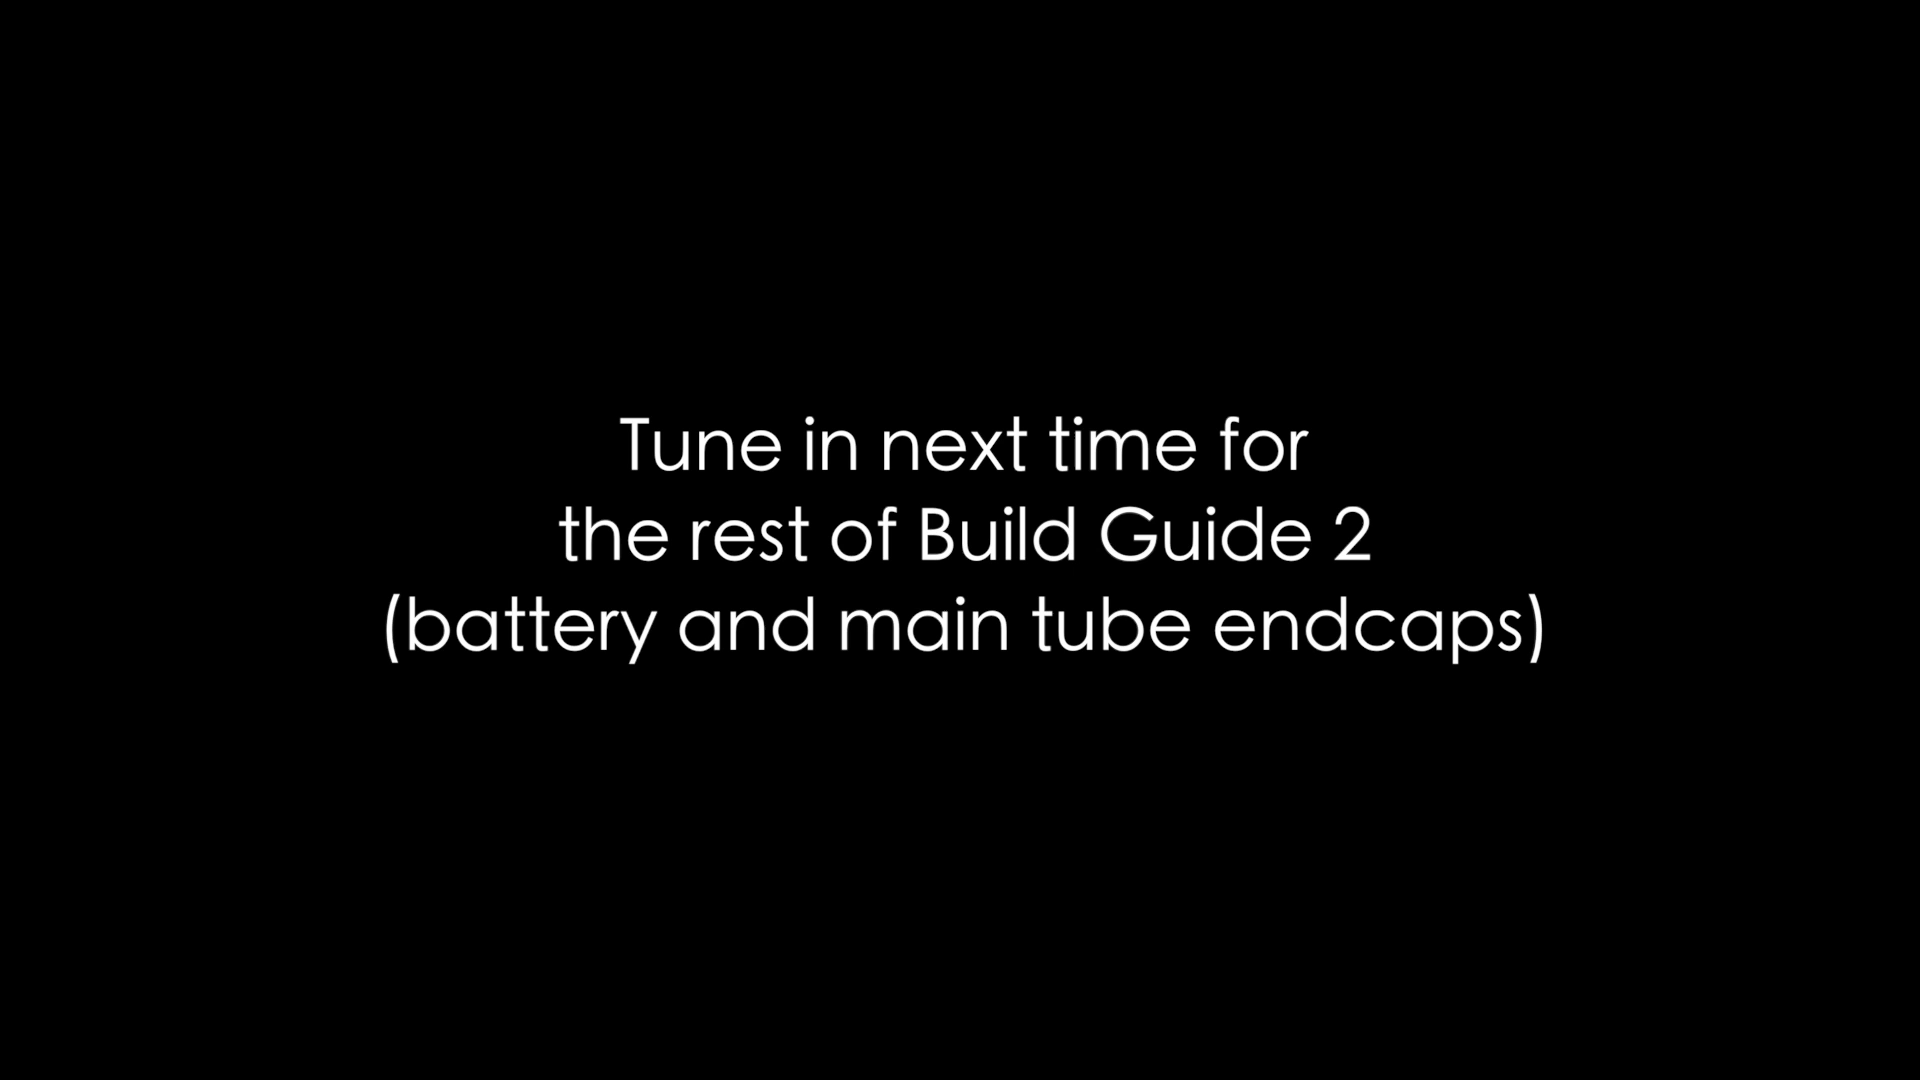 Tune in next time for
the rest of Build Guide 2
(battery and main tube endcaps)